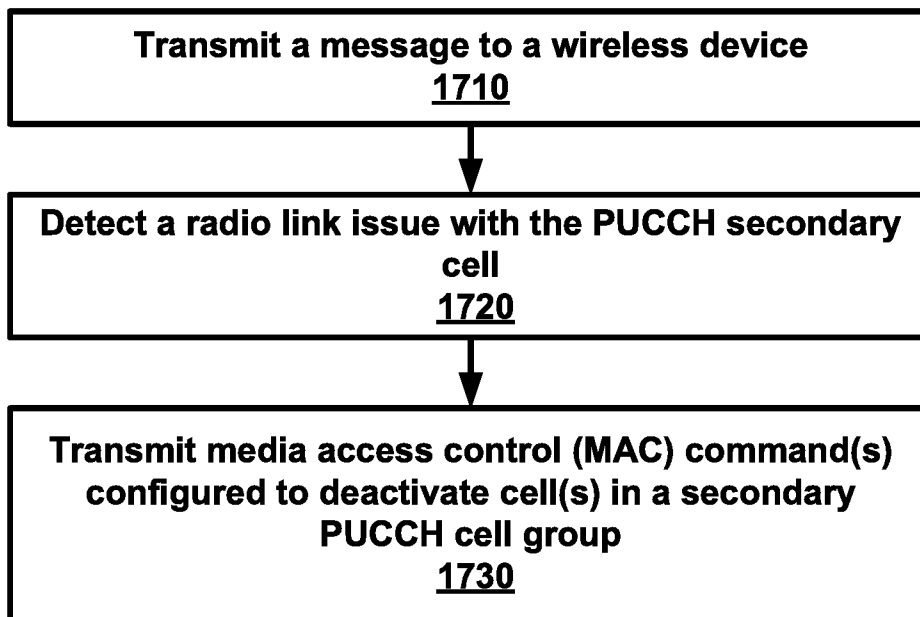 Transmit a message to a wireless device
1710
Detect a radio link issue with the PUCCH secondary
cell
1720
Transmit media access control (MAC) command(s)
configured to deactivate cell(s) in a secondary
PUCCH cell group
1730